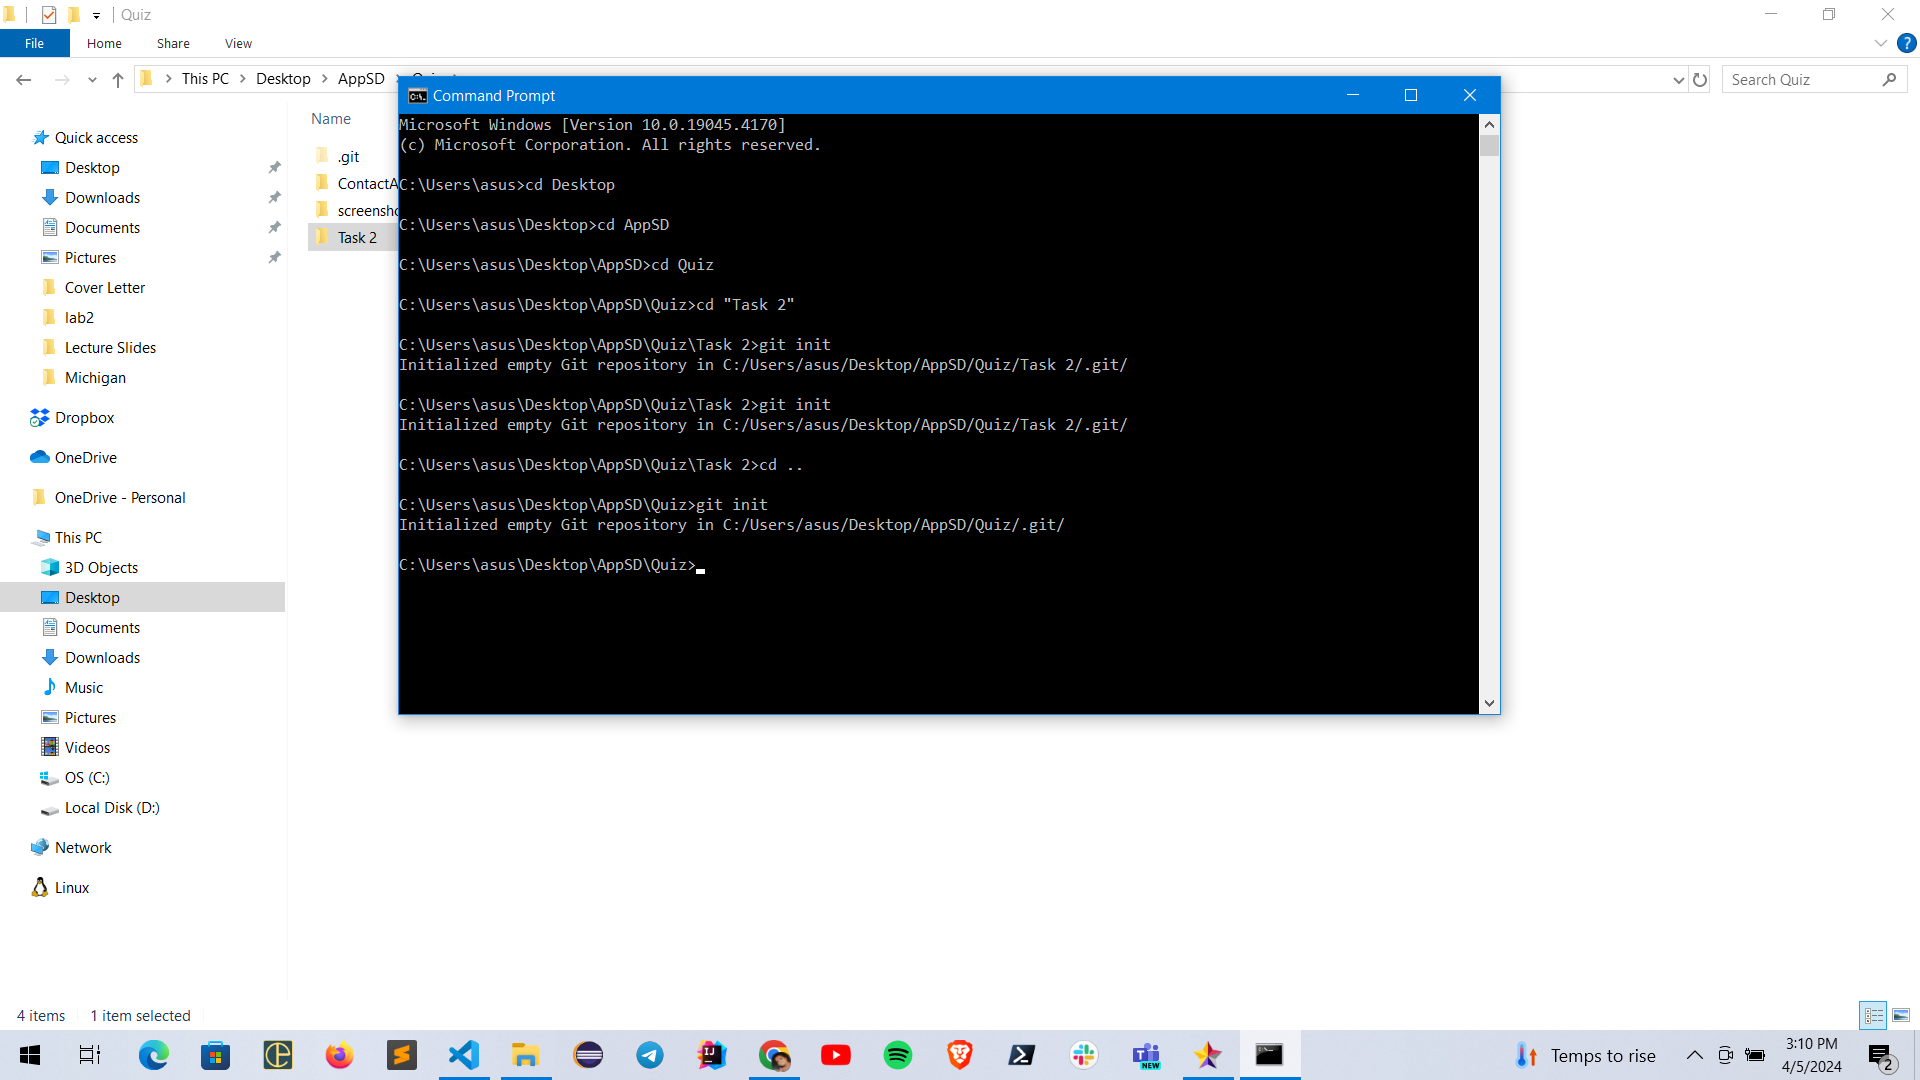 Quiz
File Home Share View
This PC Desktop AppSD
Search Quiz
Quick access
Desktop
Downloads
Documents
Pictures
Cover Letter
lab2
Lecture Slides
Michigan
Dropbox
OneDrive
OneDrive - Personal
This PC
3D Objects
Desktop
Documents
Downloads
Music
Pictures
Videos
OS (C:)
Local Disk (D:)
Network
Linux
Name
.git
ContactA
screensho
Task 2
Command Prompt
Microsoft Windows [Version 10.0.19045.4170]
(c) Microsoft Corporation. All rights reserved.
C:\Users\asus>cd Desktop
C:\Users\asus\Desktop>cd AppSD
C:\Users\asus\Desktop\AppSD>cd Quiz
C:\Users\asus\Desktop\AppSD\Quiz>cd "Task 2"
C:\Users\asus\Desktop\AppSD\Quiz\Task 2>git init
Initialized empty Git repository in C:/Users/asus/Desktop/AppSD/Quiz/Task 2/.git/
C:\Users\asus\Desktop\AppSD\Quiz\Task 2>git init
Initialized empty Git repository in C:/Users/asus/Desktop/AppSD/Quiz/Task 2/.git/
C:\Users\asus\Desktop\AppSD\Quiz\Task 2>cd ..
C:\Users\asus\Desktop\AppSD\Quiz>git init
Initialized empty Git repository in C:/Users/asus/Desktop/AppSD/Quiz/.git/
C:\Users\asus\Desktop\AppSD\Quiz>
4 items 1 item selected
Temps to rise
3:10 PM
4/5/2024
2